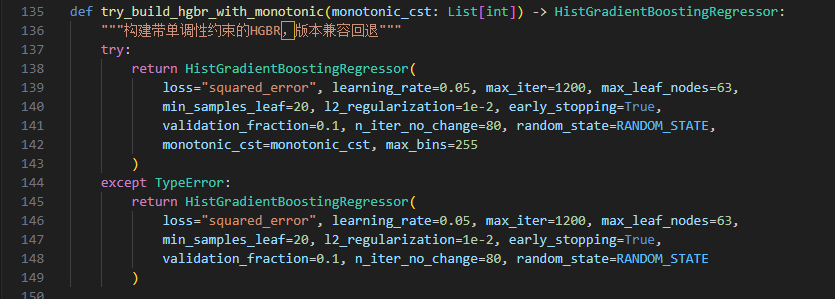 135 def try_build_hgbr_with_monotonic(monotonic_cst: List[int]) -> HistGradientBoostingRegressor:
136     """构建带单调性约束的HGBR，版本兼容回退"""
137     try:
138         return HistGradientBoostingRegressor(
139             loss="squared_error", learning_rate=0.05, max_iter=1200, max_leaf_nodes=63,
140             min_samples_leaf=20, l2_regularization=1e-2, early_stopping=True,
141             validation_fraction=0.1, n_iter_no_change=80, random_state=RANDOM_STATE,
142             monotonic_cst=monotonic_cst, max_bins=255
143         )
144     except TypeError:
145         return HistGradientBoostingRegressor(
146             loss="squared_error", learning_rate=0.05, max_iter=1200, max_leaf_nodes=63,
147             min_samples_leaf=20, l2_regularization=1e-2, early_stopping=True,
148             validation_fraction=0.1, n_iter_no_change=80, random_state=RANDOM_STATE
149         )
150